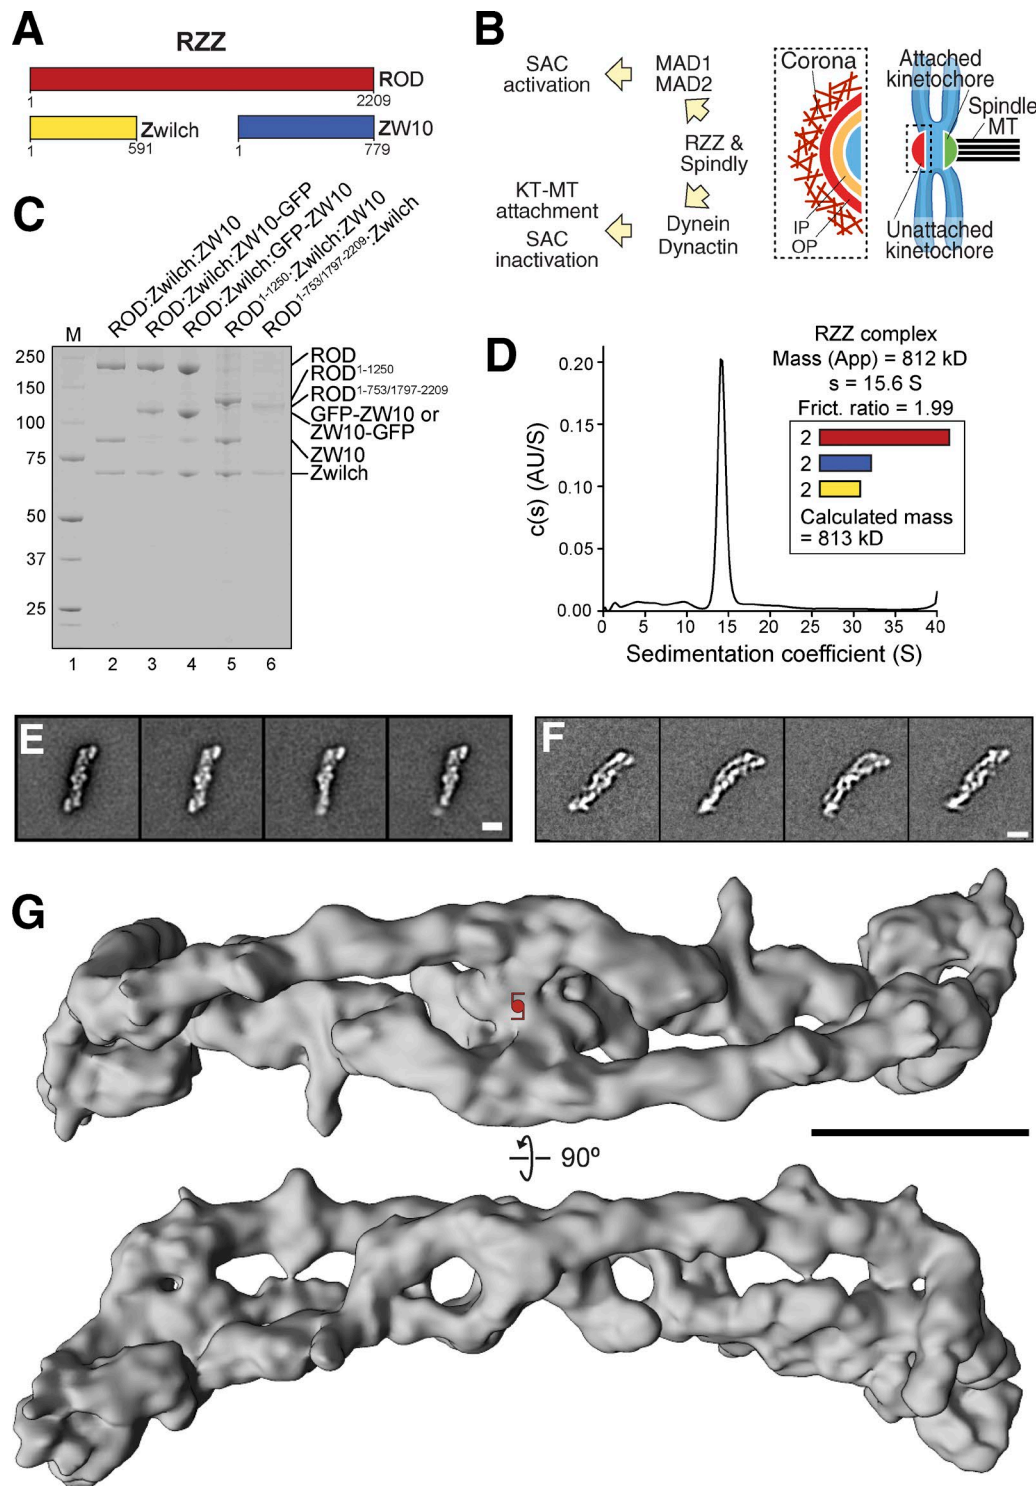 A
RZZ
ROD
1
2209
Zwilch
1
591
ZW10
1
779
B
SAC
activation
MAD1
MAD2
RZZ &
Spindly
KT-MT
attachment
SAC
inactivation
Dynein
Dynactin
Corona
IP
OP
Attached
kinetochore
Spindle
MT
Unattached
kinetochore
C
ROD:Zwilch:ZW10
ROD:Zwilch:ZW10-GFP
ROD:Zwilch:GFP-ZW10
ROD1-1250:Zwilch:ZW10
ROD1-753/1797-2209:Zwilch
M
250
150
100
75
50
37
25
ROD
ROD1-1250
ROD1-753/1797-2209
GFP-ZW10 or
ZW10-GFP
ZW10
Zwilch
1 2 3 4 5 6
D
RZZ complex
Mass (App) = 812 kD
s = 15.6 S
Frict. ratio = 1.99
2
2
2
Calculated mass
= 813 kD
c(s) (AU/S)
0.20
0.15
0.10
0.05
0.00
0 5 10 15 20 25 30 35 40
Sedimentation coefficient (S)
E
F
G
90º